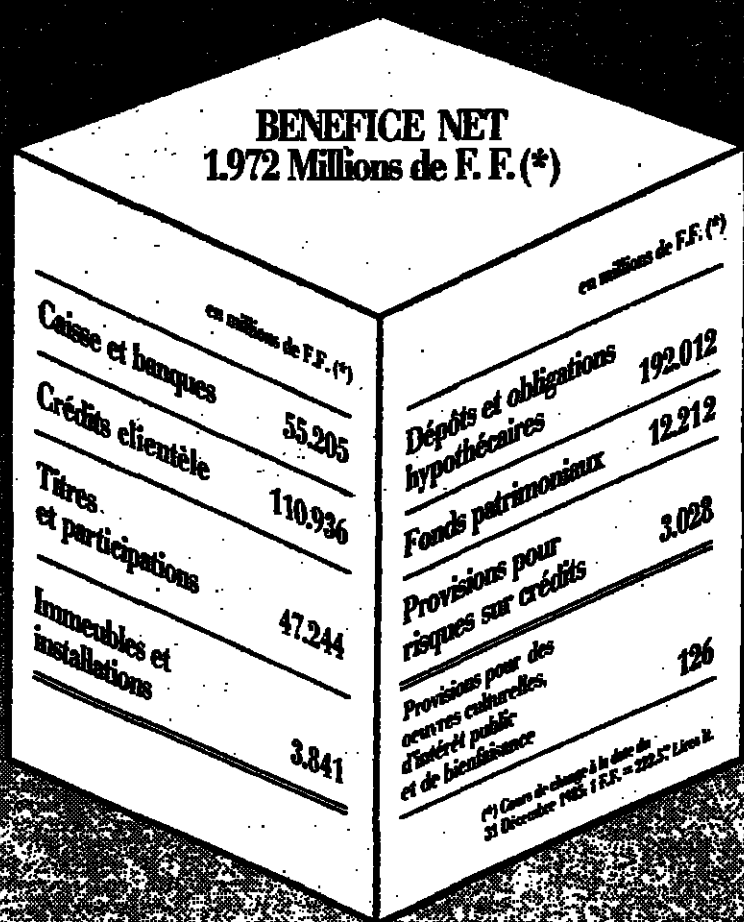 BENEFICE NET
1.972 Millions de F. F. (*)
en millions de F.F. (*)
Caisse et banques 55.205
Crédits clientèle 110.936
Titres
et participations 47.244
Immeubles et
installations 3.841
en millions de F.F. (*)
Dépôts et obligations
hypothécaires 192.012
Fonds patrimoniaux 12.212
Provisions pour
risques sur crédits 3.028
Provisions pour des
oeuvres culturelles,
d'intérêt public
et de bienfaisance 126
(*) Cours de change à la date du
31 Décembre 1985: 1 F.F. = Lires It.